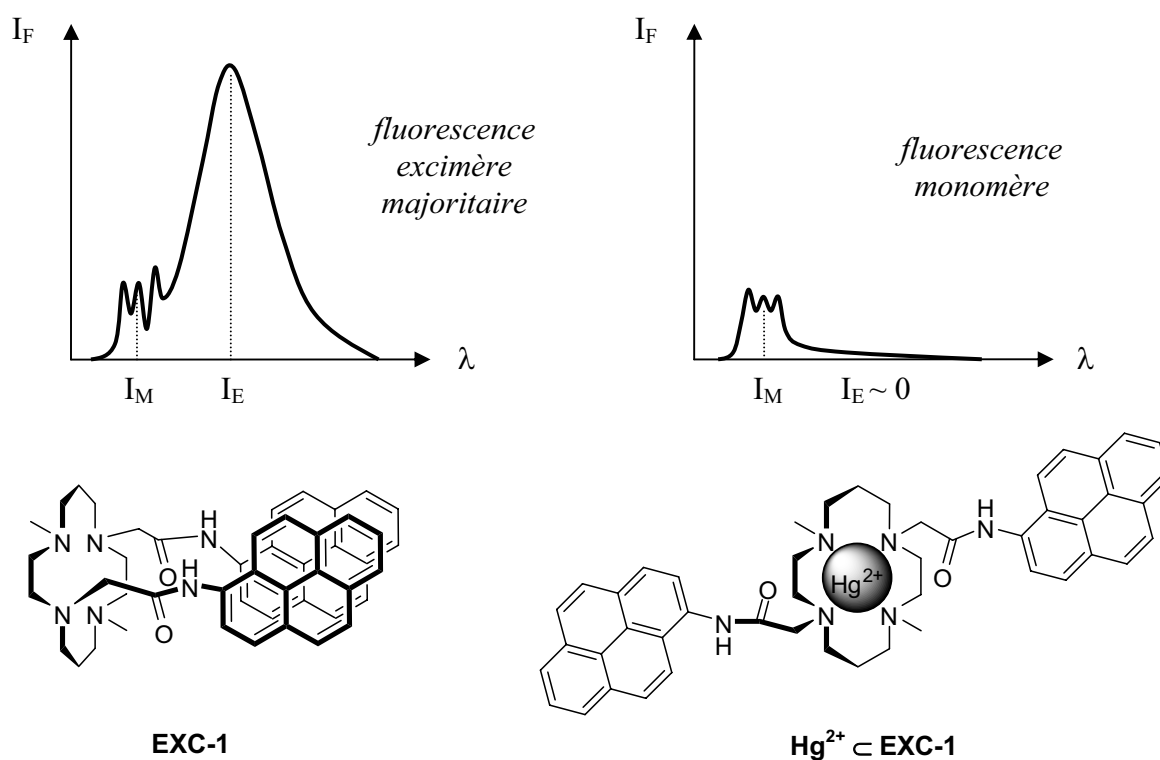 I_F
fluorescence
excimère
majoritaire
λ
I_M I_E
I_F
fluorescence
monomère
λ
I_M I_E ~ 0
N N
H
N
O
H
N
N
N
O
EXC-1
N N
H
N
O
Hg²⁺
O
N
H
N N
Hg²⁺ ⊂ EXC-1